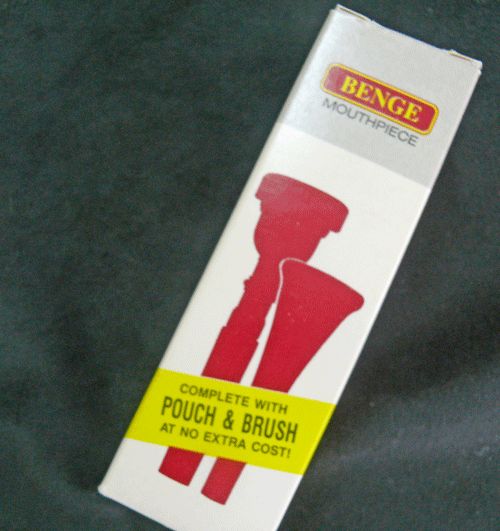 BENGE
MOUTHPIECE
COMPLETE WITH
POUCH & BRUSH
AT NO EXTRA COST!